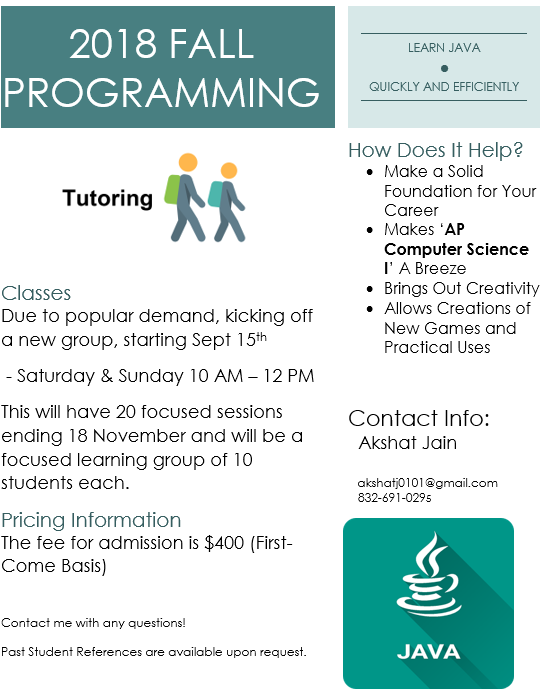 2018 FALL
PROGRAMMING
LEARN JAVA
●
QUICKLY AND EFFICIENTLY
Tutoring
Classes
Due to popular demand, kicking off
a new group, starting Sept 15th
- Saturday & Sunday 10 AM – 12 PM
This will have 20 focused sessions
ending 18 November and will be a
focused learning group of 10
students each.
Pricing Information
The fee for admission is $400 (First-
Come Basis)
Contact me with any questions!
Past Student References are available upon request.
How Does It Help?
• Make a Solid
Foundation for Your
Career
• Makes ‘AP
Computer Science
I’ A Breeze
• Brings Out Creativity
• Allows Creations of
New Games and
Practical Uses
Contact Info:
Akshat Jain
akshatj0101@gmail.com
832-691-029s
JAVA